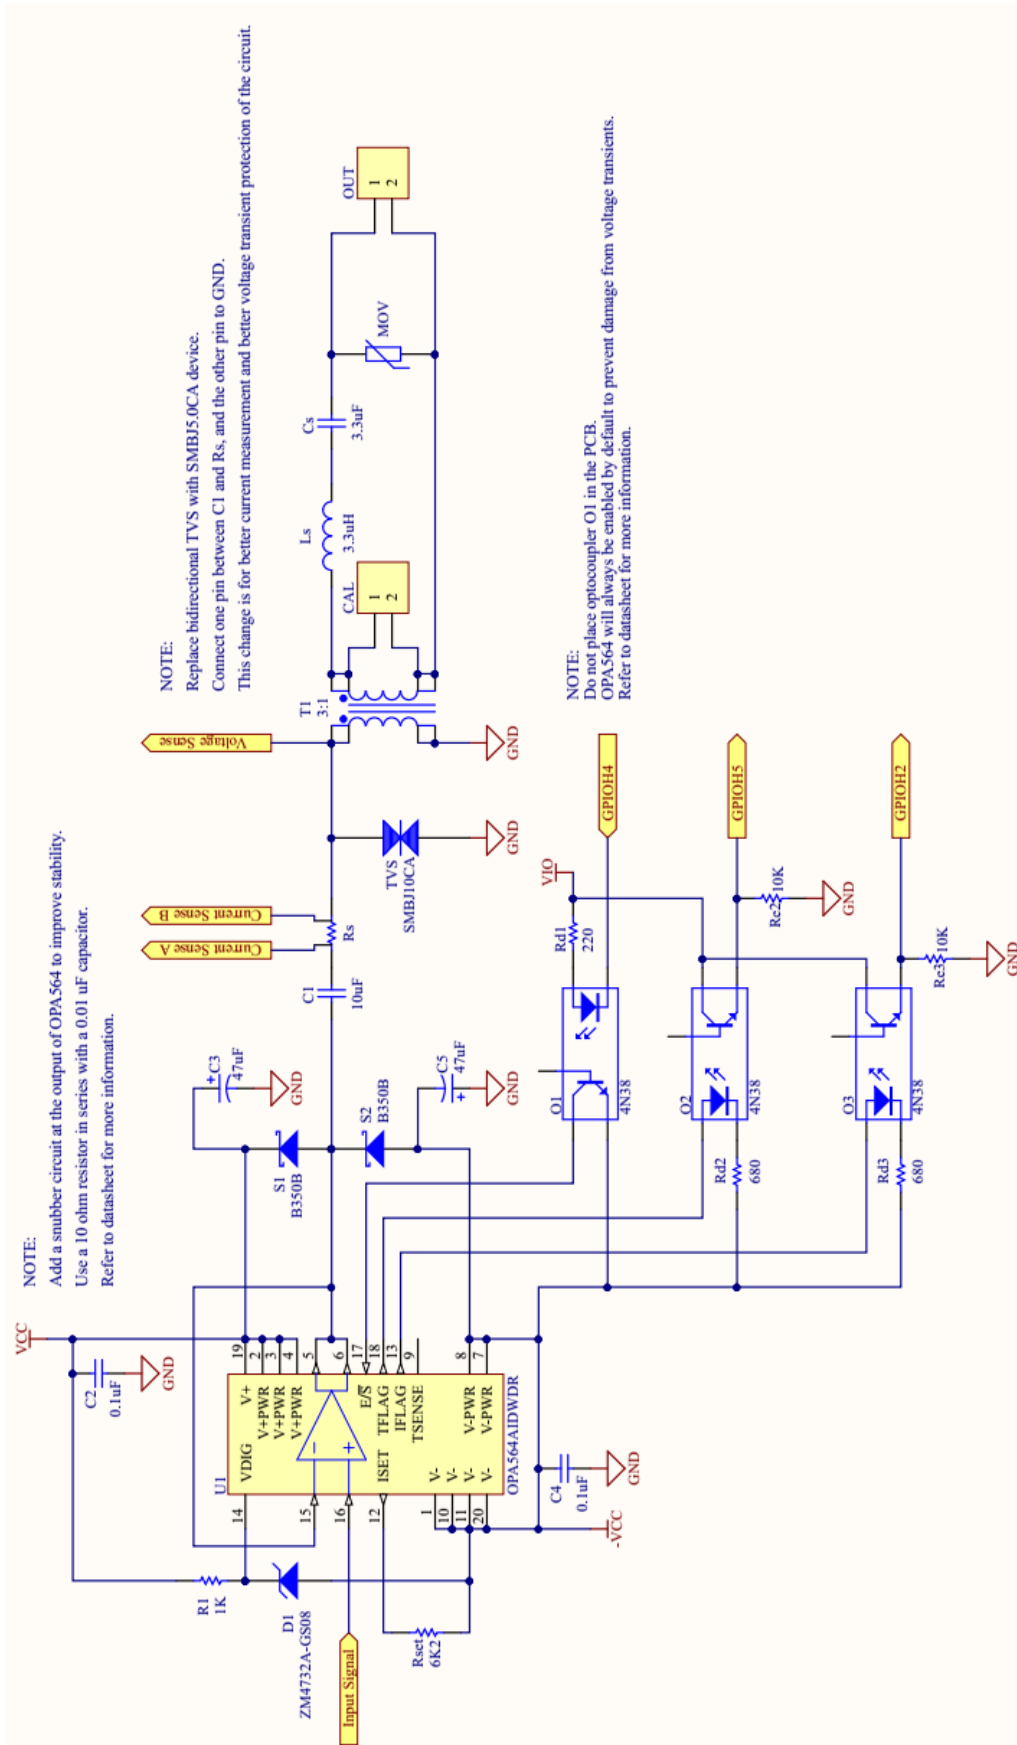 NOTE:
Add a snubber circuit at the output of OPA564 to improve stability.
Use a 10 ohm resistor in series with a 0.01 uF capacitor.
Refer to datasheet for more information.
NOTE:
Replace bidirectional TVS with SMBJ5.0CA device.
Connect one pin between C1 and Rs, and the other pin to GND.
This change is for better current measurement and better voltage transient protection of the circuit.
VCC
C2
0.1uF
GND
R1
1K
D1
ZM4732A-GS08
Input Signal
Rset
6K2
U1
14
VDIG
15
16
12
ISET
1
V-
10
V-
11
V-
20
V-
V+
19
V+PWR
2
V+PWR
3
V+PWR
4
5
6
E/S
17
TFLAG
18
IFLAG
13
TSENSE
9
V-PWR
8
V-PWR
7
OPA564AIDWDR
C4
0.1uF
GND
-VCC
S1
B350B
S2
B350B
C3
47uF
GND
C5
47uF
GND
C1
10uF
Current Sense A
Current Sense B
Rs
TVS
SMBJ10CA
GND
Voltage Sense
T1
3:1
GND
CAL
1
2
Ls
3.3uH
Cs
3.3uF
MOV
OUT
1
2
O1
4N38
Rd1
220
VIO
GPIOH4
NOTE:
Do not place optocoupler O1 in the PCB.
OPA564 will always be enabled by default to prevent damage from voltage transients.
Refer to datasheet for more information.
Rd2
680
O2
4N38
Re2
10K
GND
GPIOH5
Rd3
680
O3
4N38
Re3
10K
GND
GPIOH2